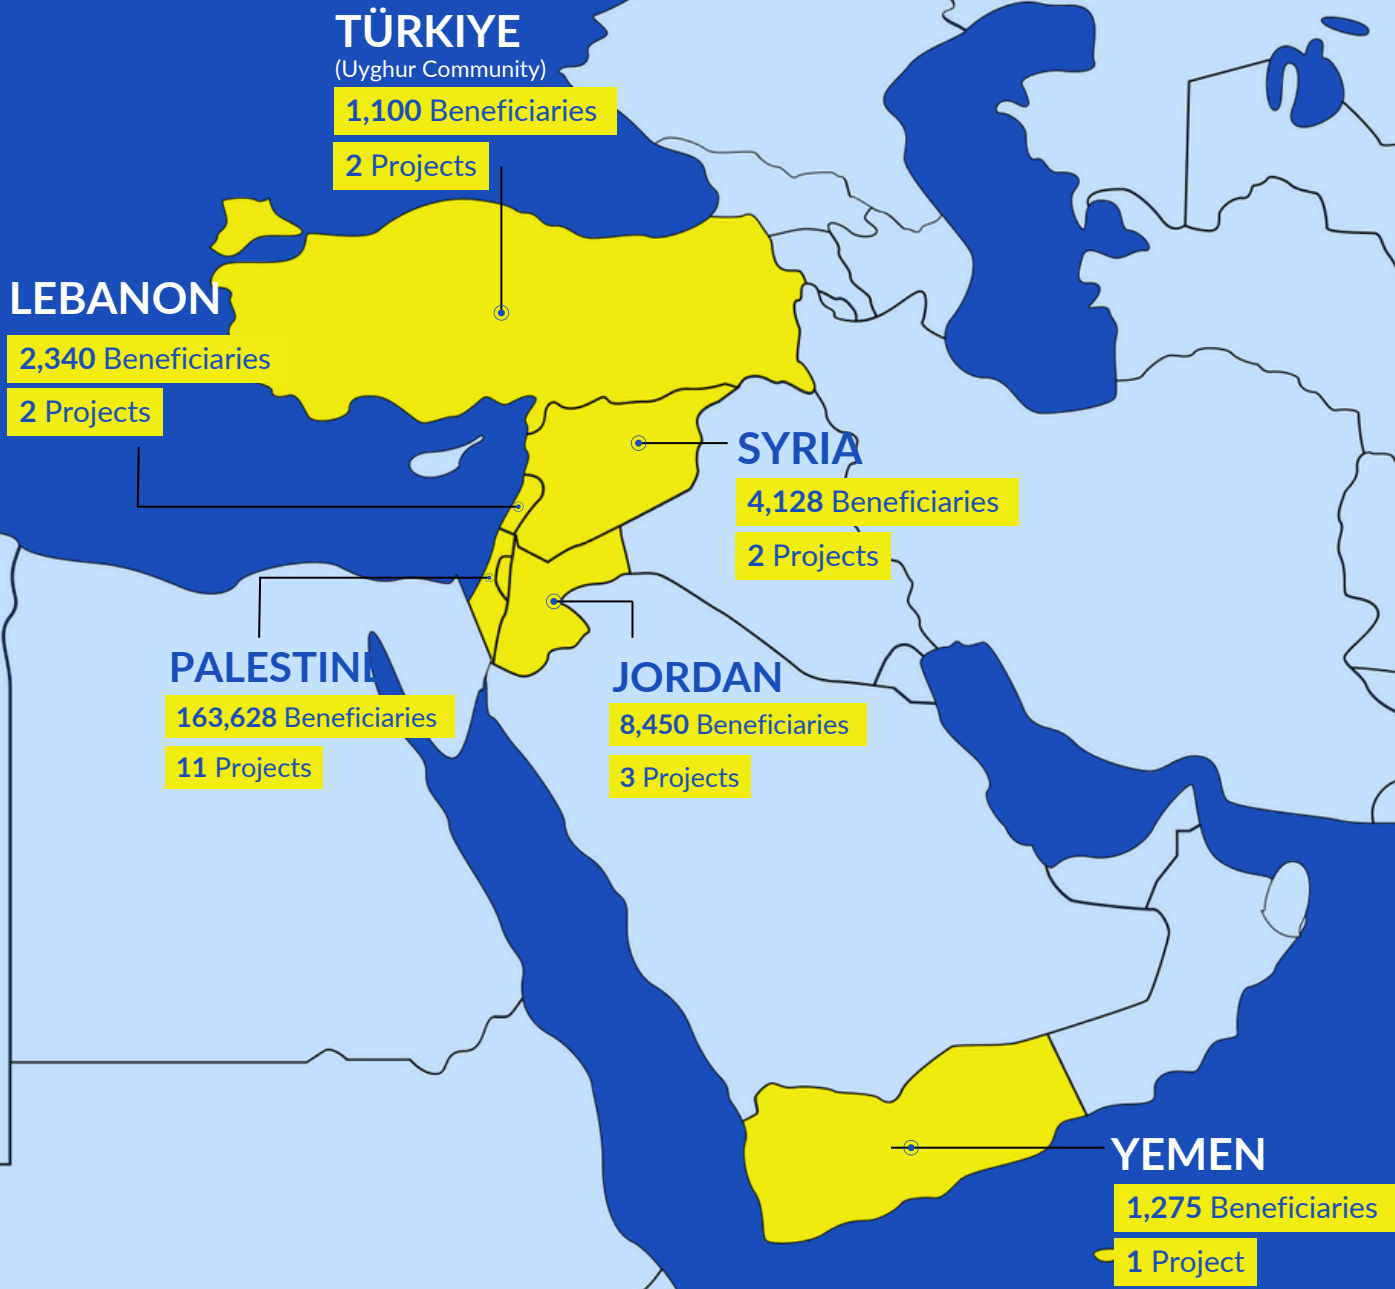 TÜRKIYE
(Uyghur Community)
1,100 Beneficiaries
2 Projects
LEBANON
2,340 Beneficiaries
2 Projects
SYRIA
4,128 Beneficiaries
2 Projects
PALESTINE
163,628 Beneficiaries
11 Projects
JORDAN
8,450 Beneficiaries
3 Projects
YEMEN
1,275 Beneficiaries
1 Project